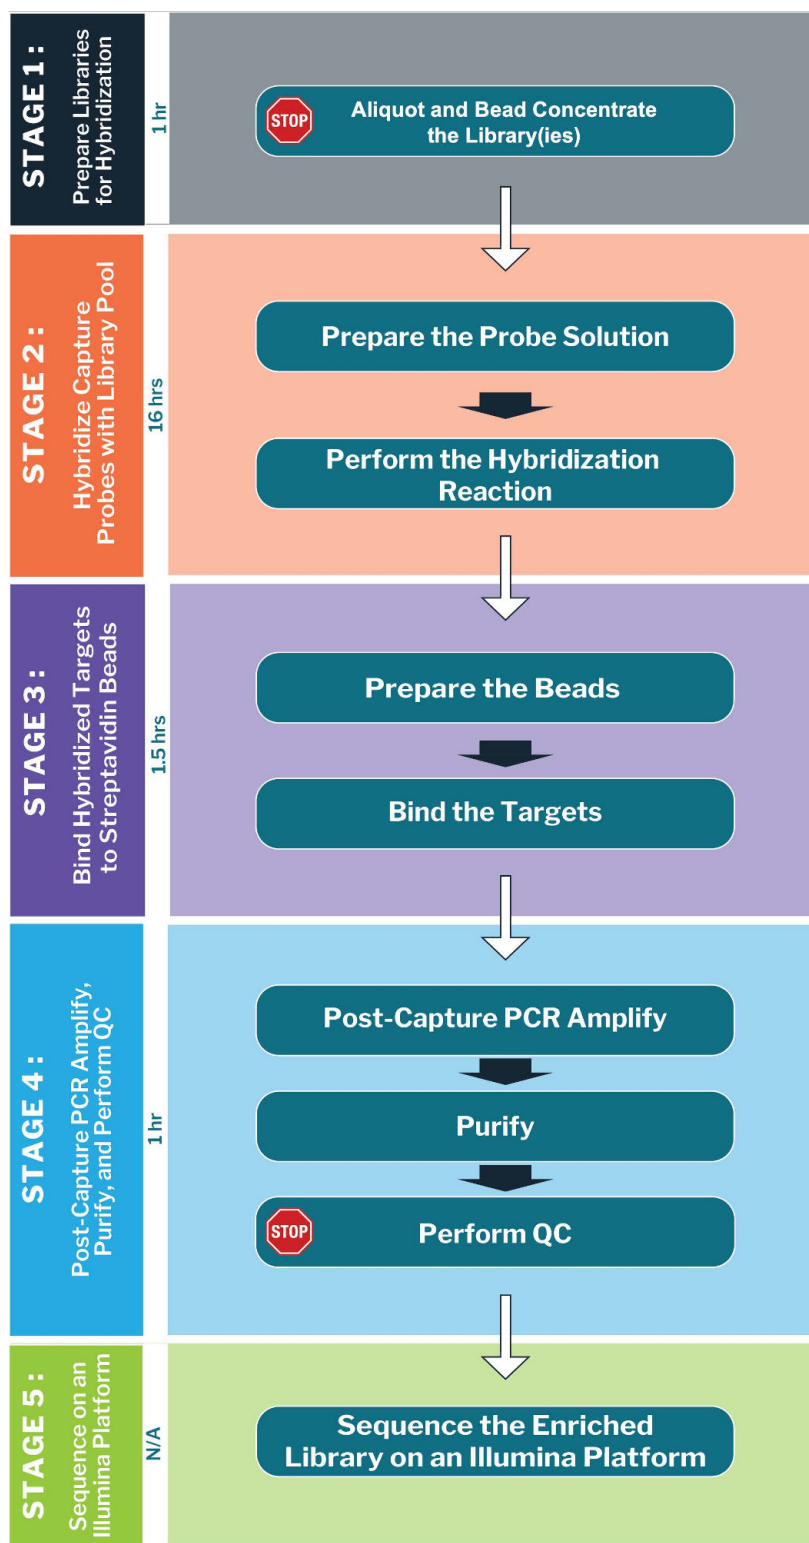 STAGE 1:
Prepare Libraries
for Hybridization
1 hr
STOP
Aliquot and Bead Concentrate
the Library(ies)
STAGE 2:
Hybridize Capture
Probes with Library Pool
16 hrs
Prepare the Probe Solution
Perform the Hybridization
Reaction
STAGE 3:
Bind Hybridized Targets
to Streptavidin Beads
1.5 hrs
Prepare the Beads
Bind the Targets
STAGE 4:
Post-Capture PCR Amplify,
Purify, and Perform QC
1 hr
Post-Capture PCR Amplify
Purify
STOP
Perform QC
STAGE 5:
Sequence on an
Illumina Platform
N/A
Sequence the Enriched
Library on an Illumina Platform